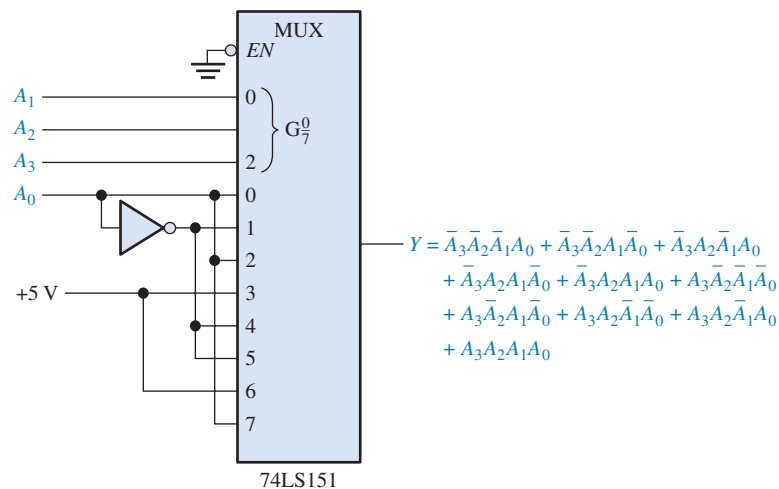 MUX
EN
A₁
0
A₂
G 0/7
A₃
2
A₀
0
1
2
+5 V
3
4
5
6
7
Y = A̅₃A̅₂A̅₁A₀ + A̅₃A̅₂A₁A̅₀ + A̅₃A₂A̅₁A₀
+ A̅₃A₂A₁A̅₀ + A̅₃A₂A₁A₀ + A₃A̅₂A̅₁A̅₀
+ A₃A̅₂A₁A̅₀ + A₃A₂A̅₁A̅₀ + A₃A₂A̅₁A₀
+ A₃A₂A₁A₀
74LS151